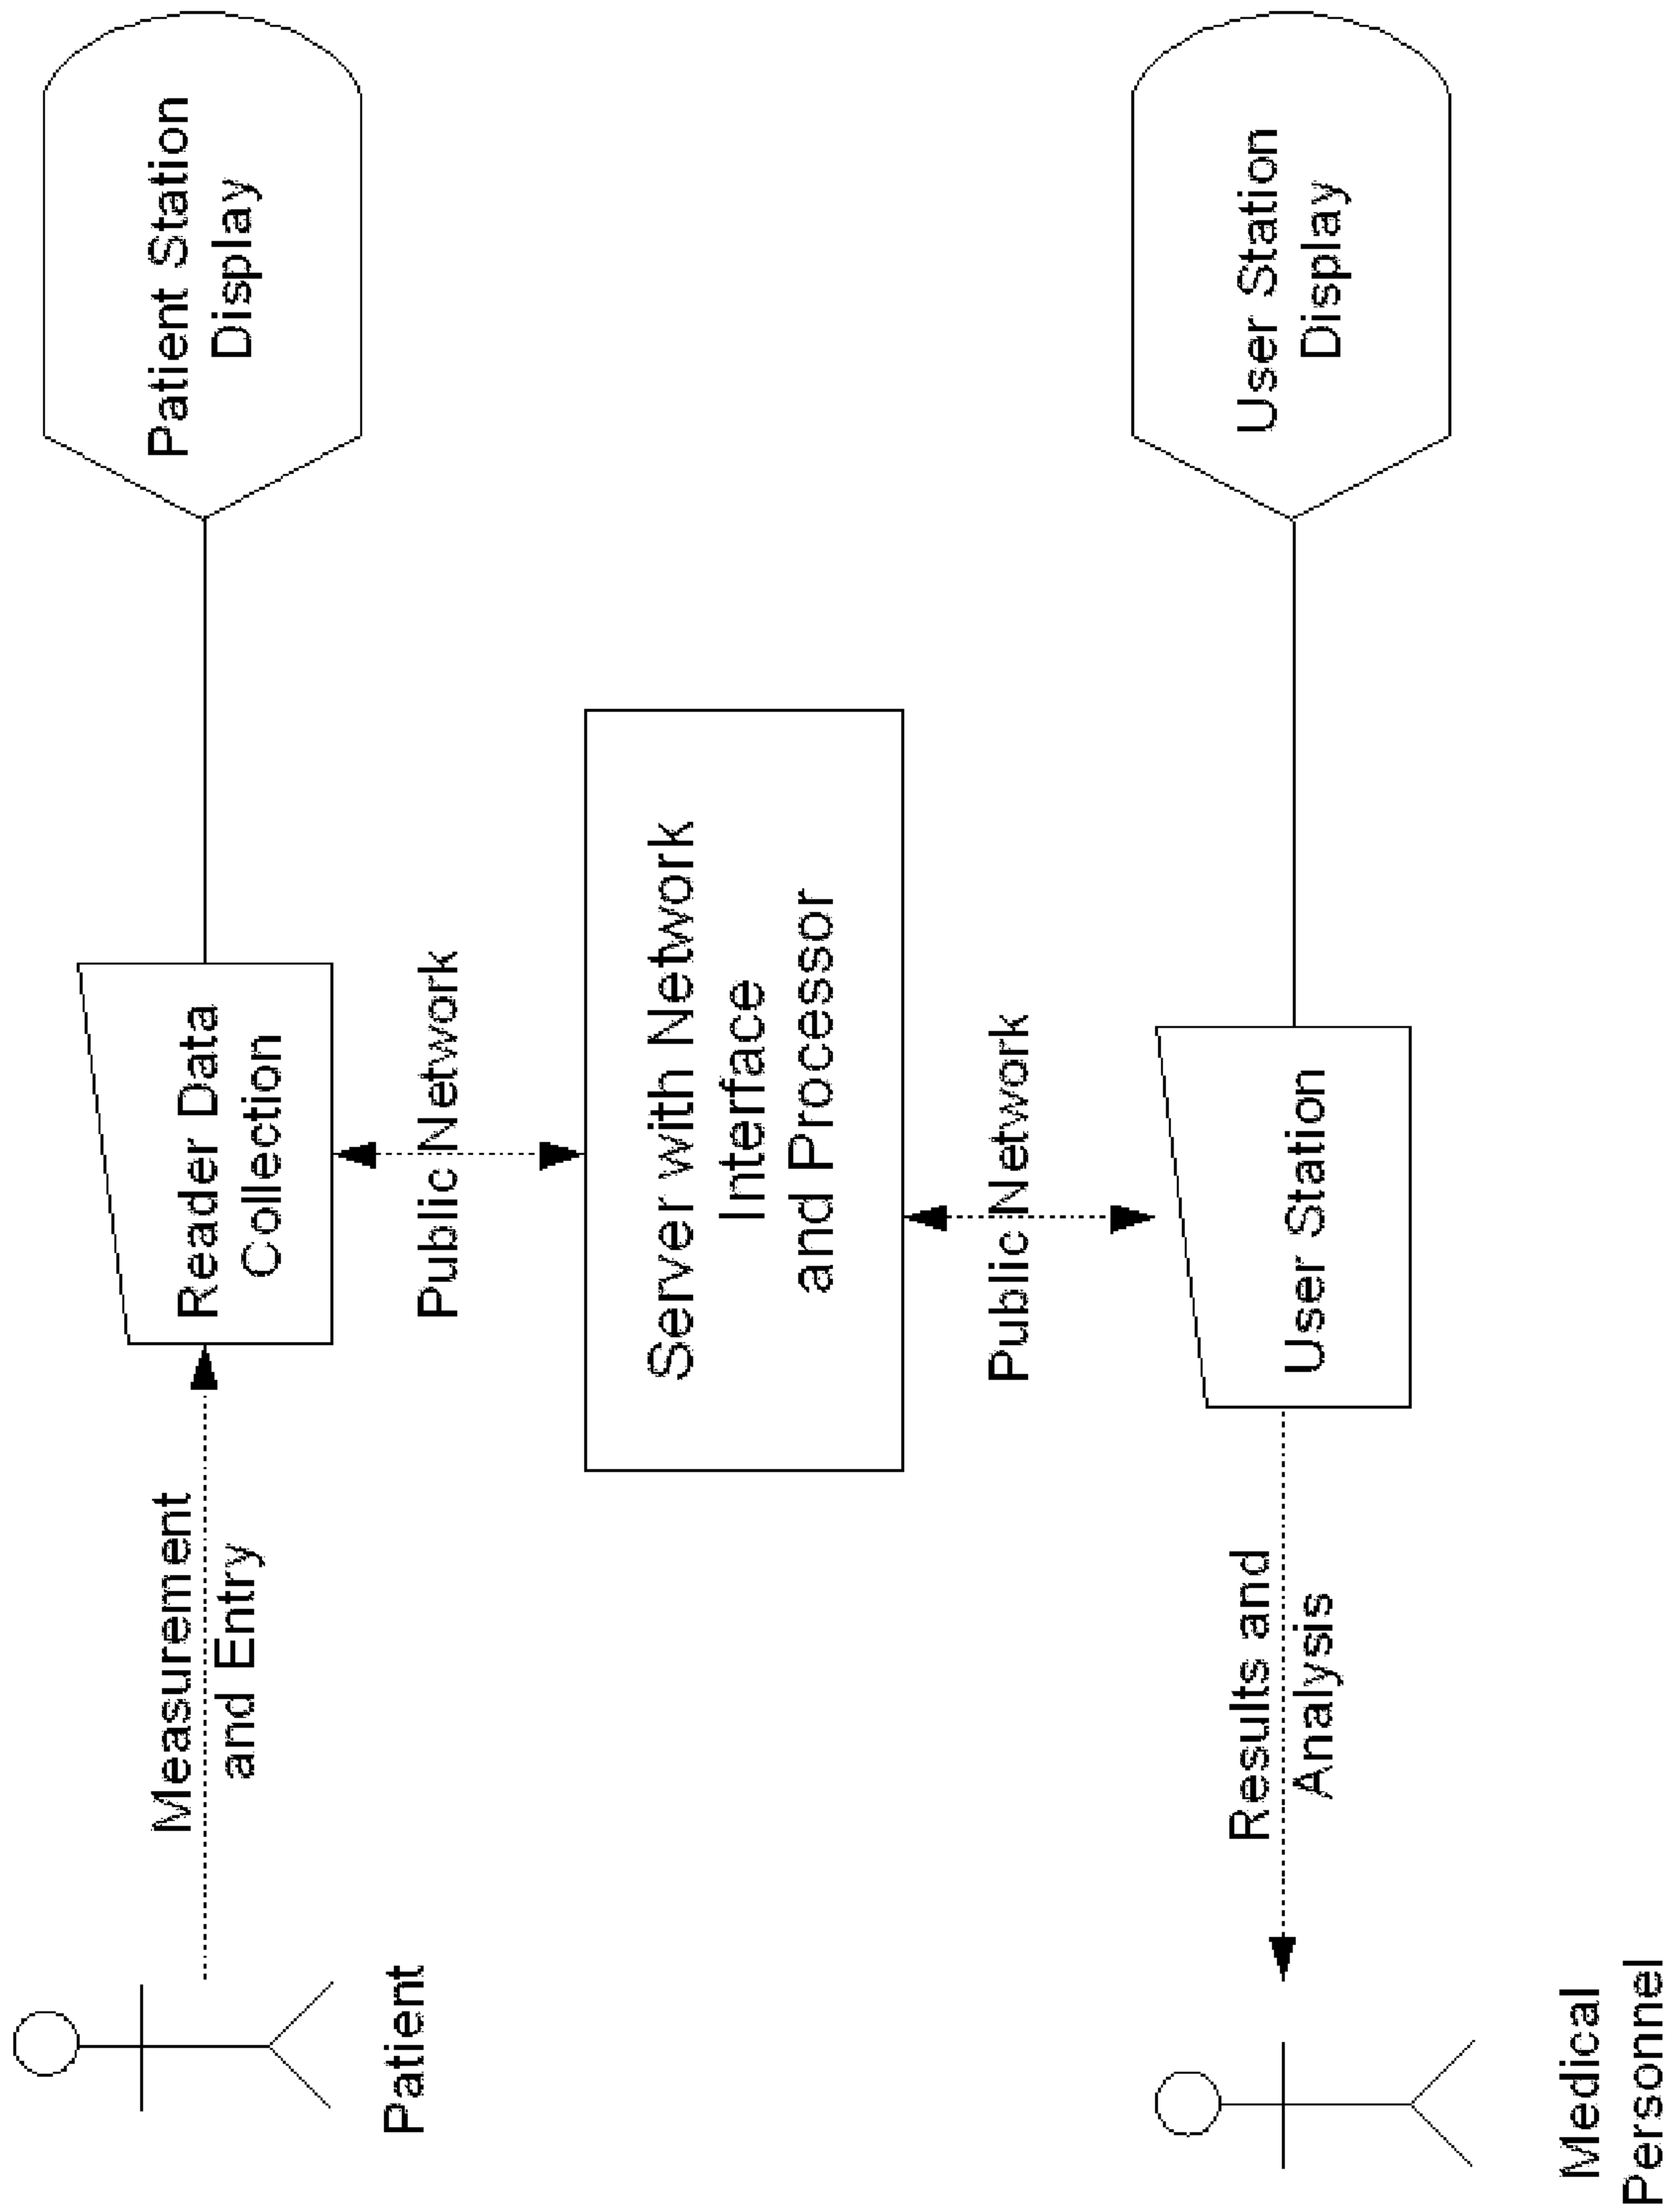 Patient
Measurement
and Entry
Reader Data
Collection
Patient Station
Display
Public Network
Server with Network
Interface
and Processor
Public Network
Medical
Personnel
Results and
Analysis
User Station
User Station
Display